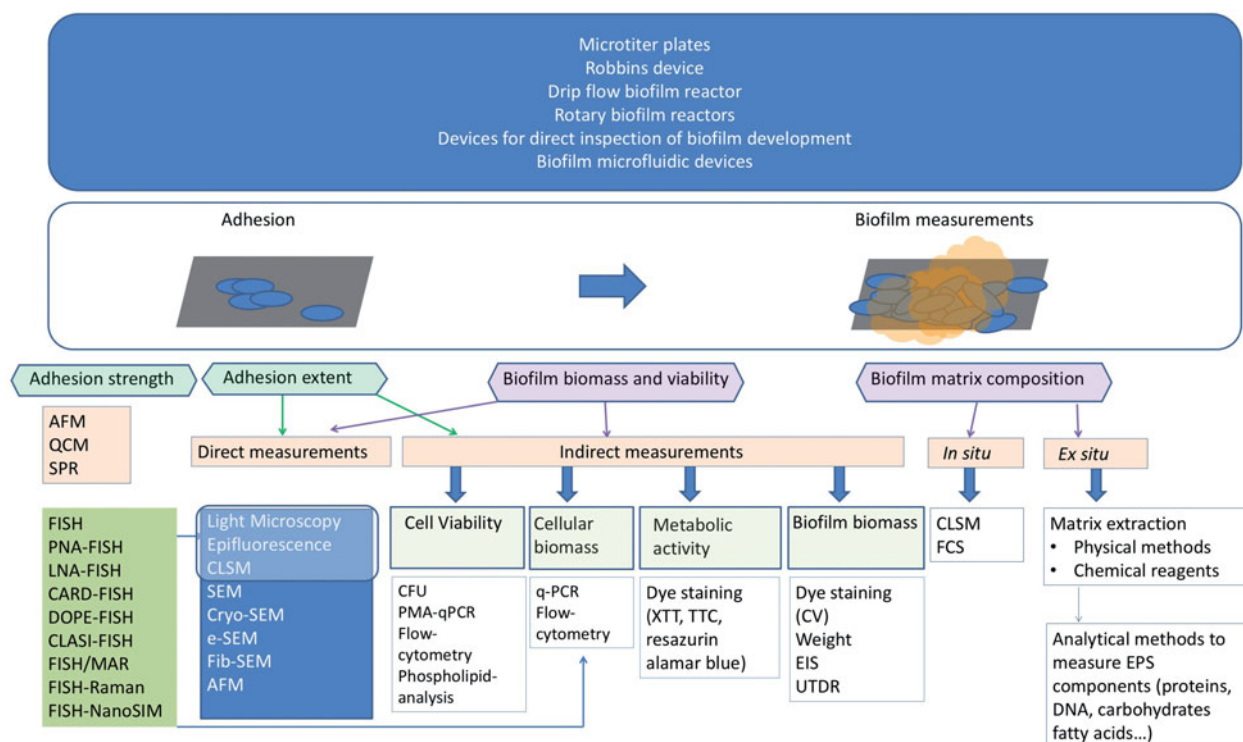 Microtiter plates
Robbins device
Drip flow biofilm reactor
Rotary biofilm reactors
Devices for direct inspection of biofilm development
Biofilm microfluidic devices
Adhesion
Biofilm measurements
Adhesion strength
Adhesion extent
Biofilm biomass and viability
Biofilm matrix composition
AFM
QCM
SPR
Direct measurements
Indirect measurements
In situ
Ex situ
FISH
PNA-FISH
LNA-FISH
CARD-FISH
DOPE-FISH
CLASI-FISH
FISH/MAR
FISH-Raman
FISH-NanoSIM
Light Microscopy
Epifluorescence
CLSM
SEM
Cryo-SEM
e-SEM
Fib-SEM
AFM
Cell Viability
CFU
PMA-qPCR
Flow-
cytometry
Phospholipid-
analysis
Cellular
biomass
q-PCR
Flow-
cytometry
Metabolic
activity
Dye staining
(XTT, TTC,
resazurin
alamar blue)
Biofilm biomass
Dye staining
(CV)
Weight
EIS
UTDR
CLSM
FCS
Matrix extraction
• Physical methods
• Chemical reagents
Analytical methods to
measure EPS
components (proteins,
DNA, carbohydrates
fatty acids...)